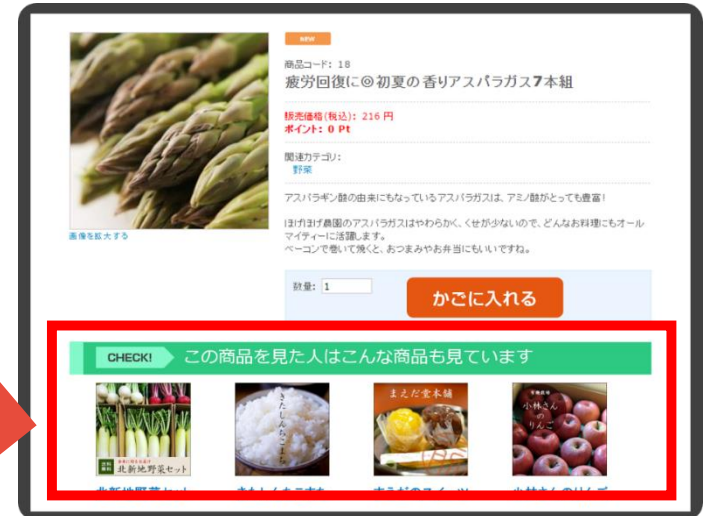 NEW
商品コード: 18
疲労回復に◎初夏の香りアスパラガス7本組
販売価格(税込): 216 円
ポイント: 0 Pt
関連カテゴリ:
野菜
アスパラギン酸の由来にもなっているアスパラガスは、アミノ酸がとっても豊富!
ほげほげ農園のアスパラガスはやわらかく、くせが少ないので、どんなお料理にもオール
マイティーに活躍します。
ベーコンで巻いて焼くと、おつまみやお弁当にもいいですね。
画像を拡大する
数量: 1
かごに入れる
CHECK! この商品を見た人はこんな商品も見ています
送料無料
北新地野菜セット
きたしんちこまち
まえだ堂本舗
小林さんのりんご